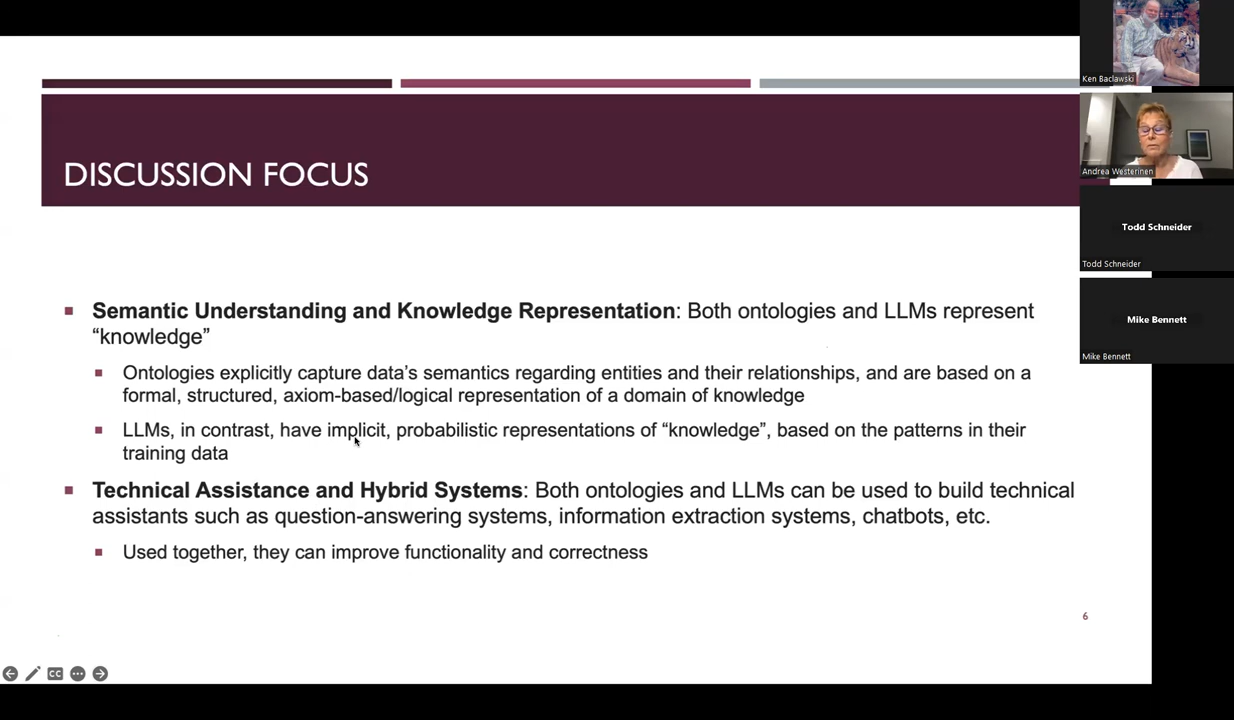 DISCUSSION FOCUS
Semantic Understanding and Knowledge Representation: Both ontologies and LLMs represent
“knowledge”
Ontologies explicitly capture data’s semantics regarding entities and their relationships, and are based on a
formal, structured, axiom-based/logical representation of a domain of knowledge
LLMs, in contrast, have implicit, probabilistic representations of “knowledge”, based on the patterns in their
training data
Technical Assistance and Hybrid Systems: Both ontologies and LLMs can be used to build technical
assistants such as question-answering systems, information extraction systems, chatbots, etc.
Used together, they can improve functionality and correctness
6
CC
Ken Baclawski
Andrea Westerinen
Todd Schneider
Todd Schneider
Mike Bennett
Mike Bennett